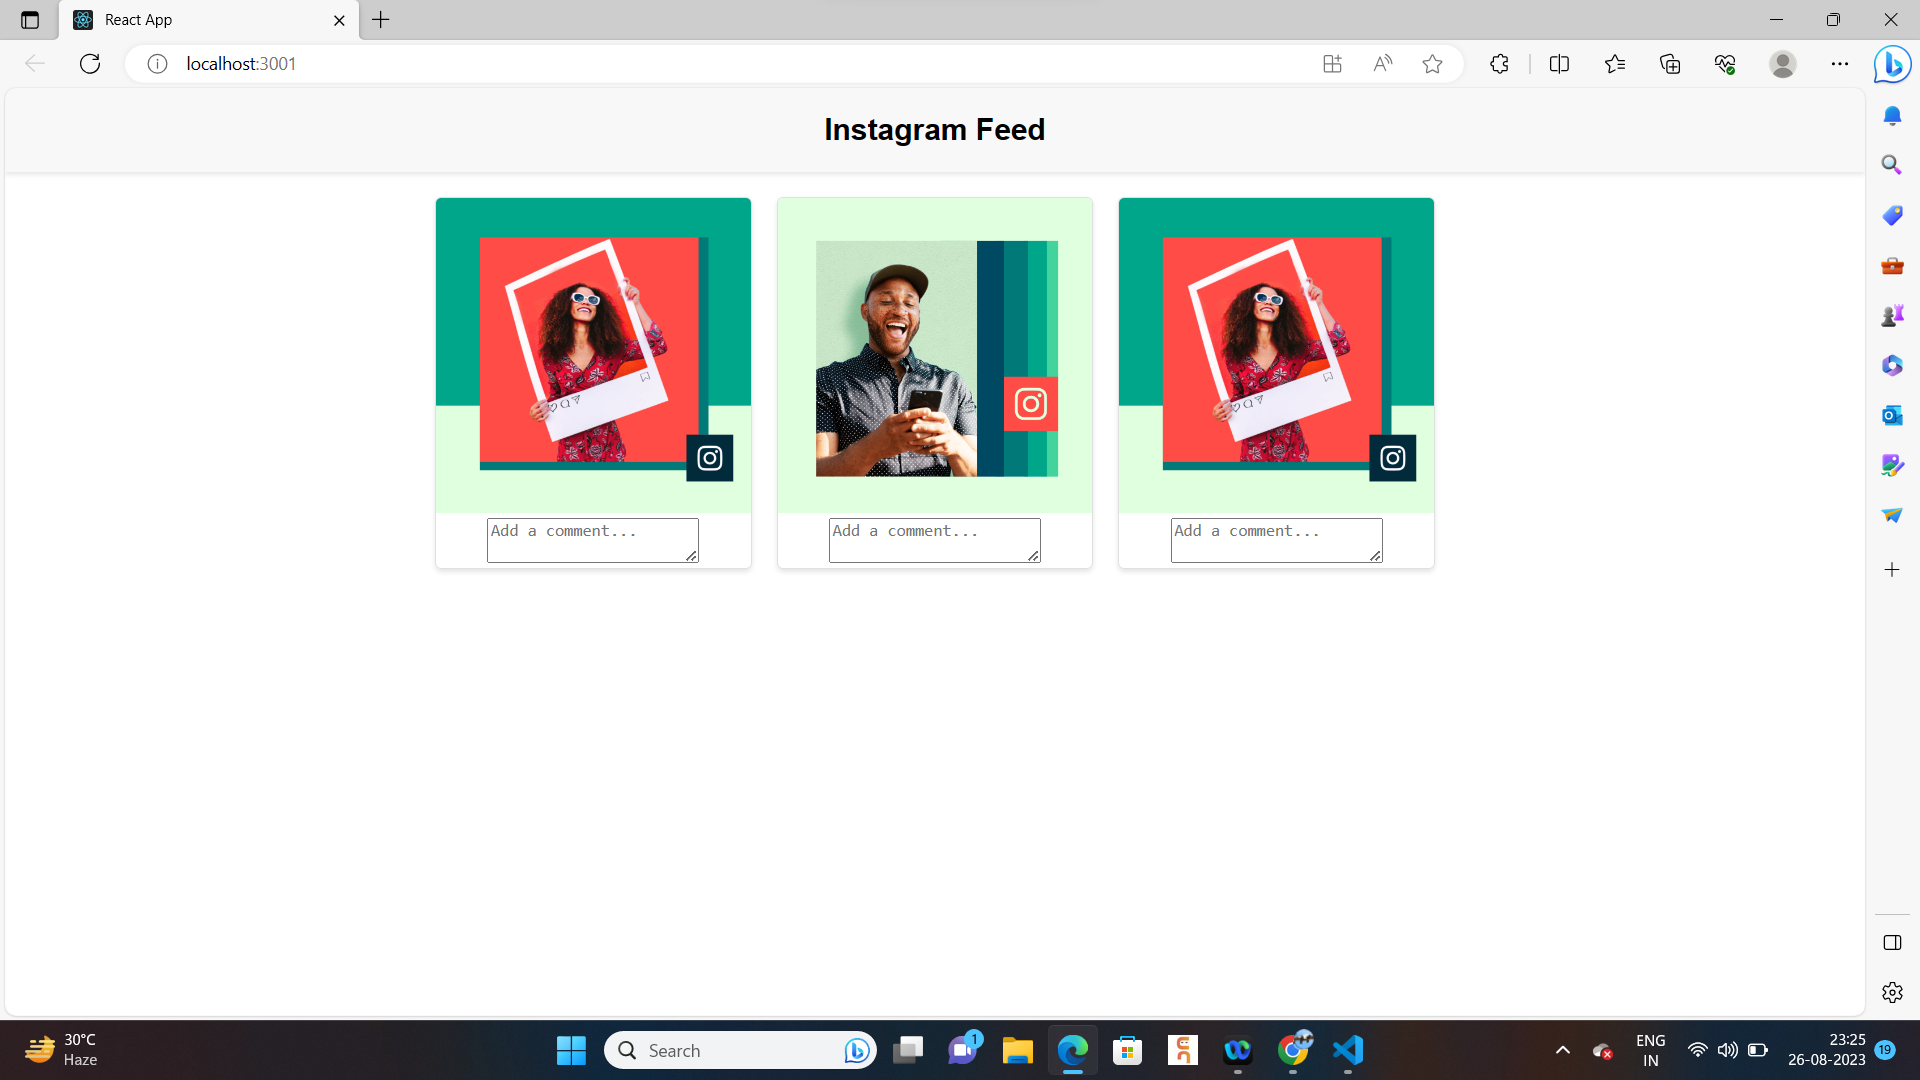 React App
localhost:3001
Instagram Feed
Add a comment...
Add a comment...
Add a comment...
30°C
Haze
Search
1
ENG
IN
23:25
26-08-2023
19